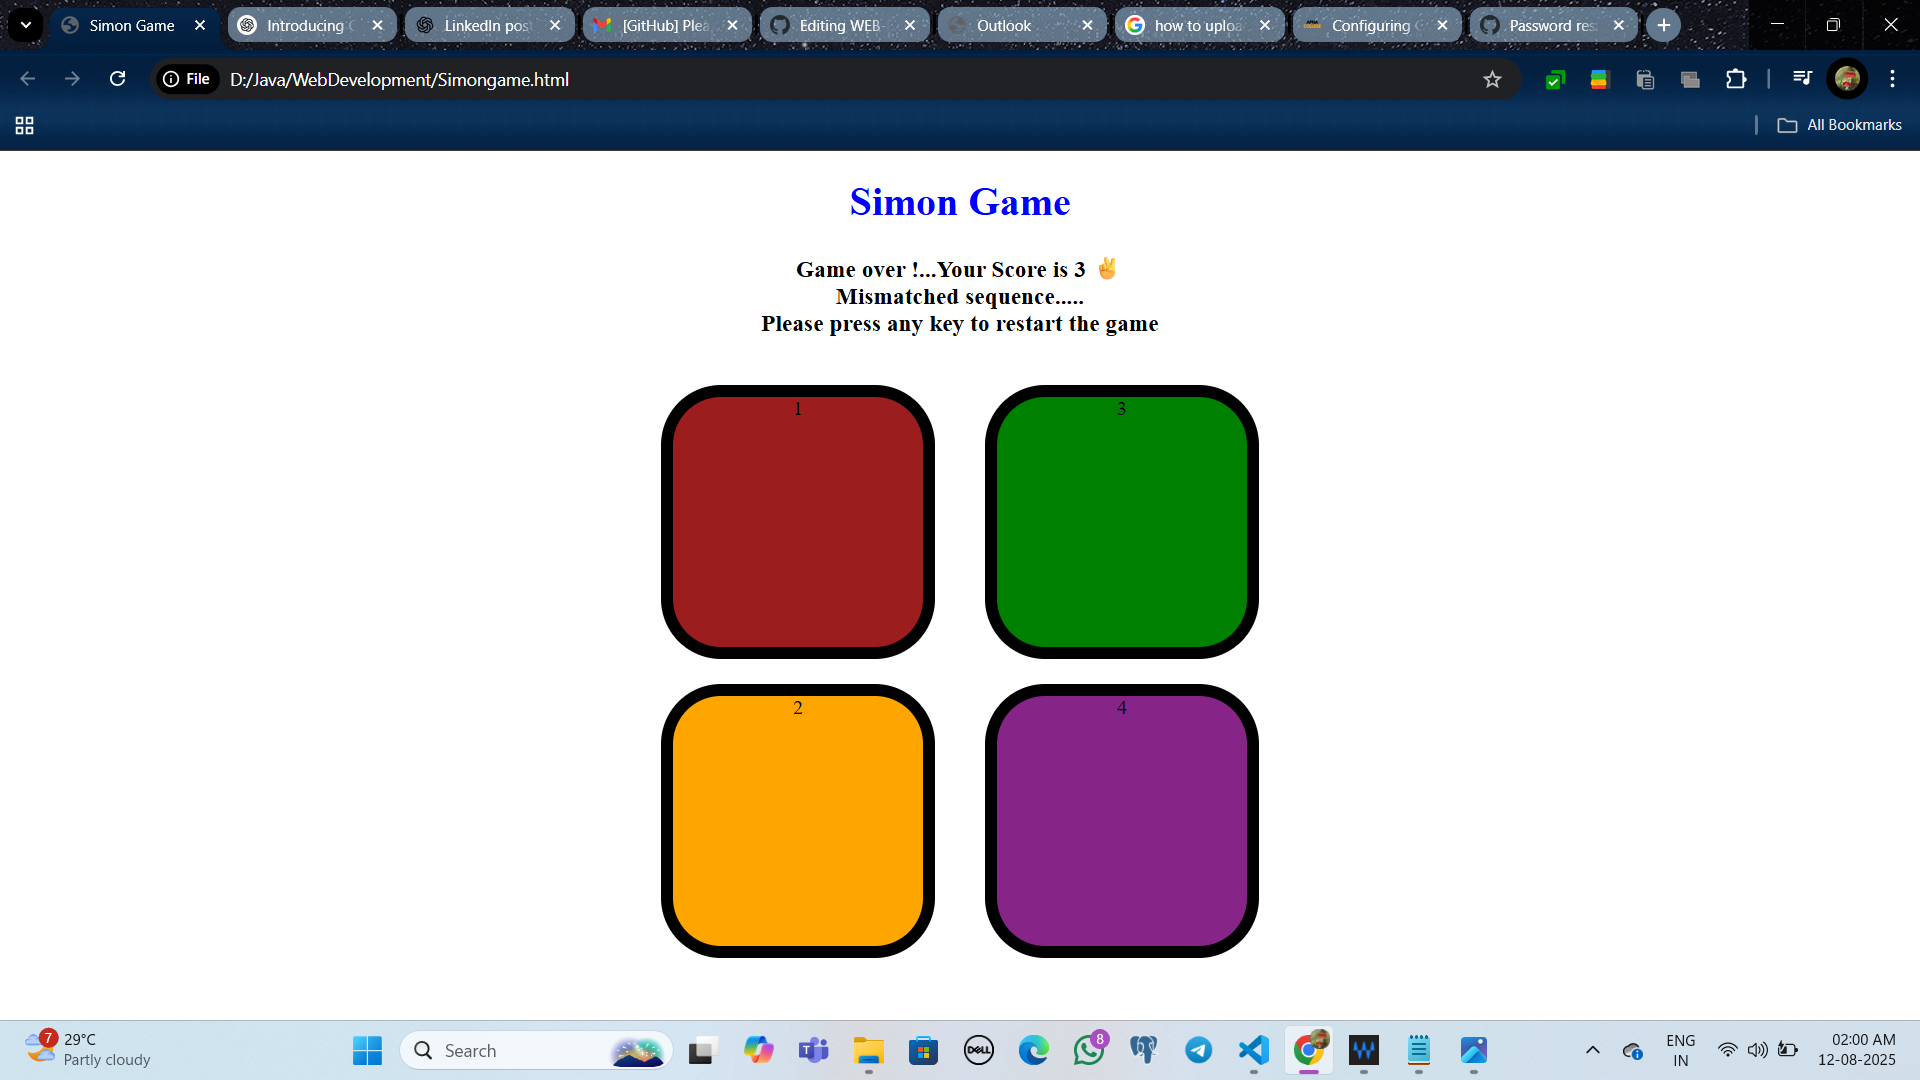 Simon Game
Introducing
LinkedIn pos
[GitHub] Plea
Editing WEB-
Outlook
how to uploa
Configuring
Password res
File
D:/Java/WebDevelopment/Simongame.html
All Bookmarks
Simon Game
Game over !...Your Score is 3 ✌
Mismatched sequence.....
Please press any key to restart the game
1
3
2
4
7
29°C
Partly cloudy
Search
DELL
8
ENG
IN
02:00 AM
12-08-2025